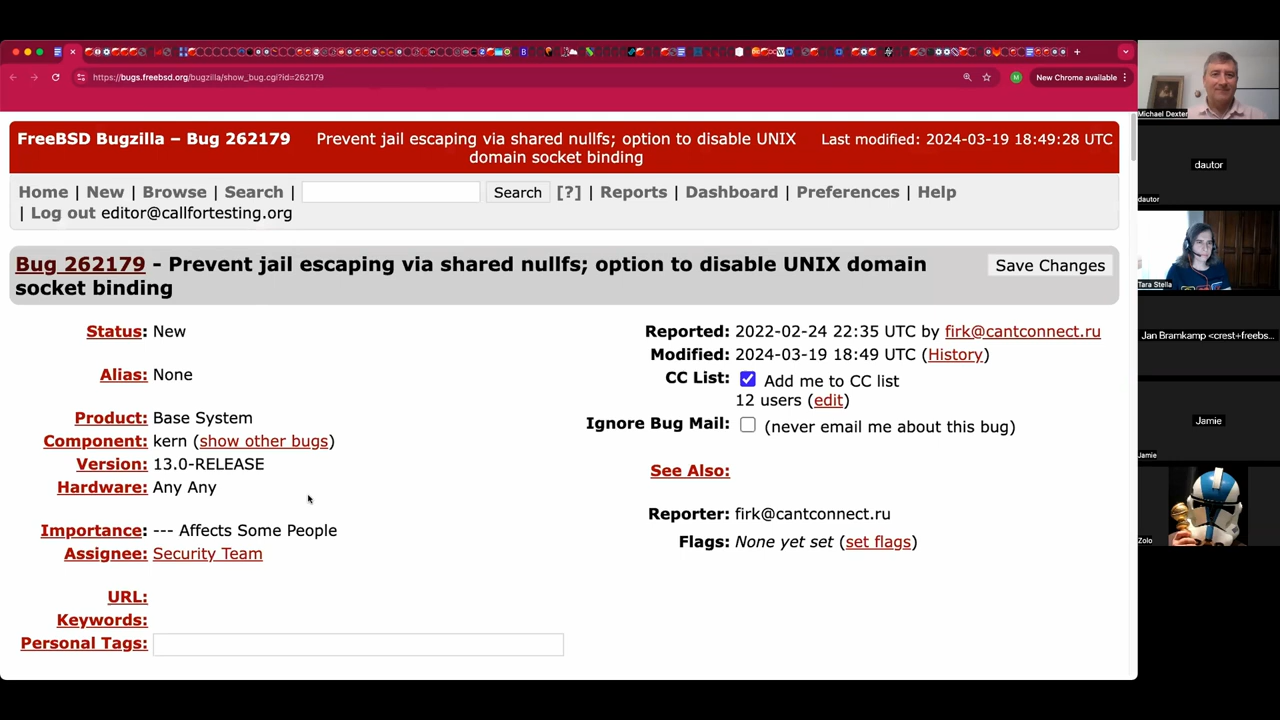 https://bugs.freebsd.org/bugzilla/show_bug.cgi?id=262179
New Chrome available
FreeBSD Bugzilla – Bug 262179
Prevent jail escaping via shared nullfs; option to disable UNIX
domain socket binding
Last modified: 2024-03-19 18:49:28 UTC
Home | New | Browse | Search | Search [?] | Reports | Dashboard | Preferences | Help
| Log out editor@callfortesting.org
Bug 262179 - Prevent jail escaping via shared nullfs; option to disable UNIX domain
socket binding
Save Changes
Status: New
Alias: None
Product: Base System
Component: kern (show other bugs)
Version: 13.0-RELEASE
Hardware: Any Any
Importance: --- Affects Some People
Assignee: Security Team
URL:
Keywords:
Personal Tags:
Reported: 2022-02-24 22:35 UTC by firk@cantconnect.ru
Modified: 2024-03-19 18:49 UTC (History)
CC List: Add me to CC list
12 users (edit)
Ignore Bug Mail: (never email me about this bug)
See Also:
Reporter: firk@cantconnect.ru
Flags: None yet set (set flags)
Michael Dexter
dautor
dautor
Tara Stella
Jan Bramkamp <crest+freebs...
Jamie
Jamie
Zolo